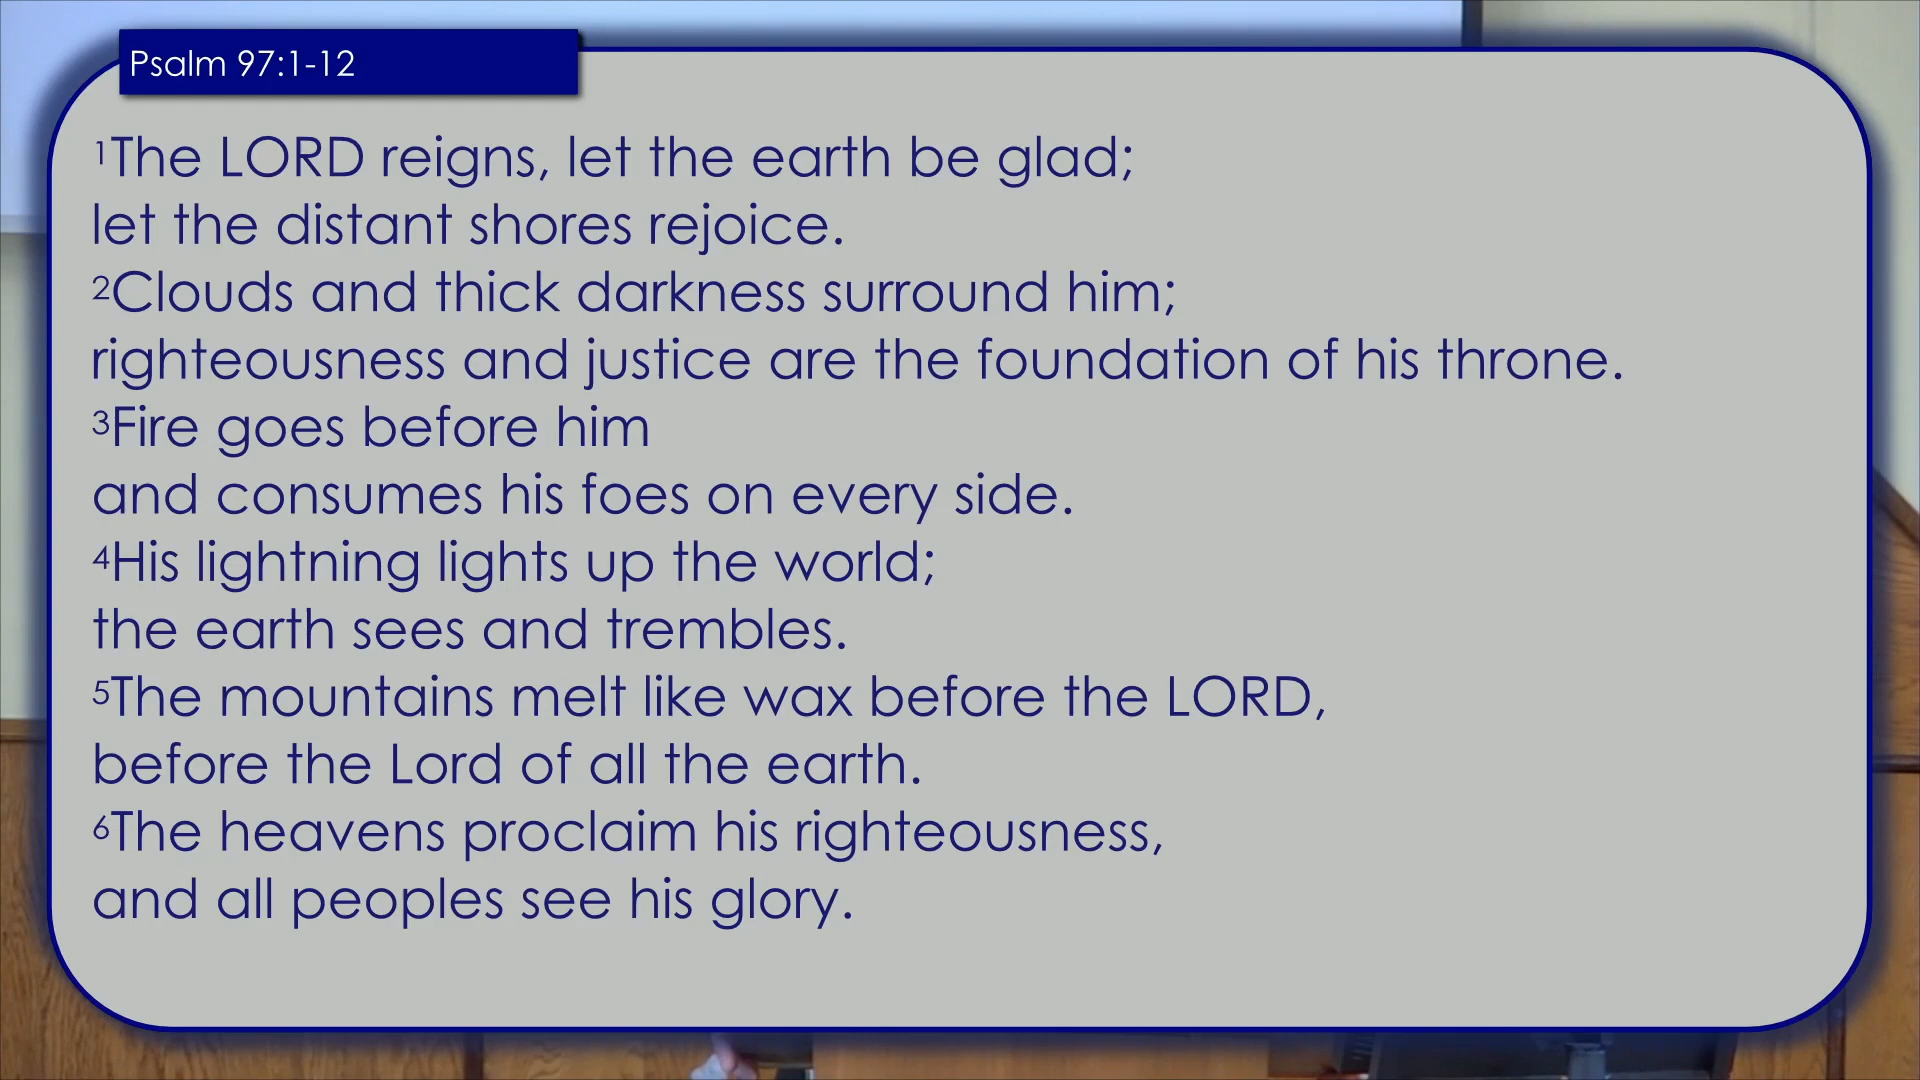 Psalm 97:1-12
1The LORD reigns, let the earth be glad;
let the distant shores rejoice.
2Clouds and thick darkness surround him;
righteousness and justice are the foundation of his throne.
3Fire goes before him
and consumes his foes on every side.
4His lightning lights up the world;
the earth sees and trembles.
5The mountains melt like wax before the LORD,
before the Lord of all the earth.
6The heavens proclaim his righteousness,
and all peoples see his glory.